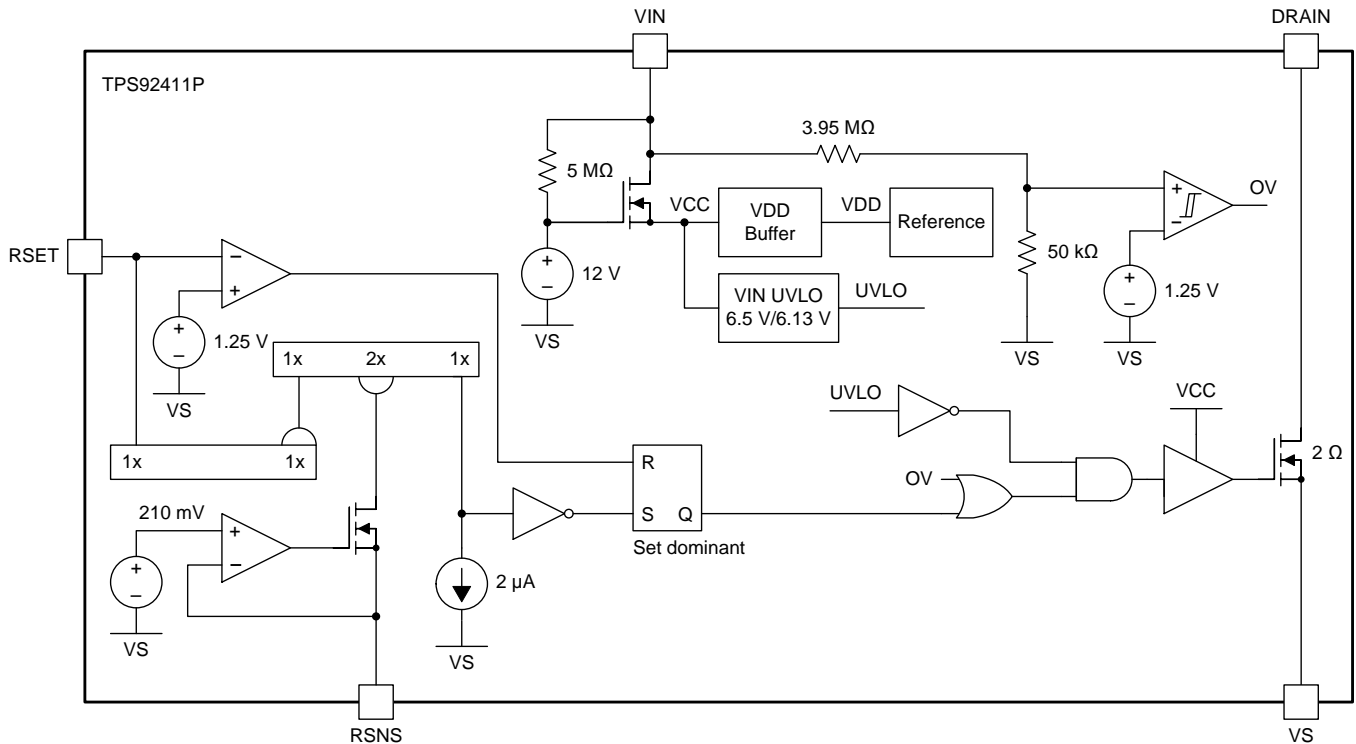 VIN
DRAIN
TPS92411P
3.95 MΩ
5 MΩ
+
−
OV
VCC
VDD
Buffer
VDD
Reference
RSET
−
+
+
−
12 V
50 kΩ
+
−
1.25 V
VIN UVLO
6.5 V/6.13 V
UVLO
+
−
1.25 V
VS
VS
VS
1x
2x
1x
VS
UVLO
VCC
1x
1x
R
S
Q
OV
2 Ω
210 mV
+
−
Set dominant
+
−
2 µA
VS
VS
RSNS
VS